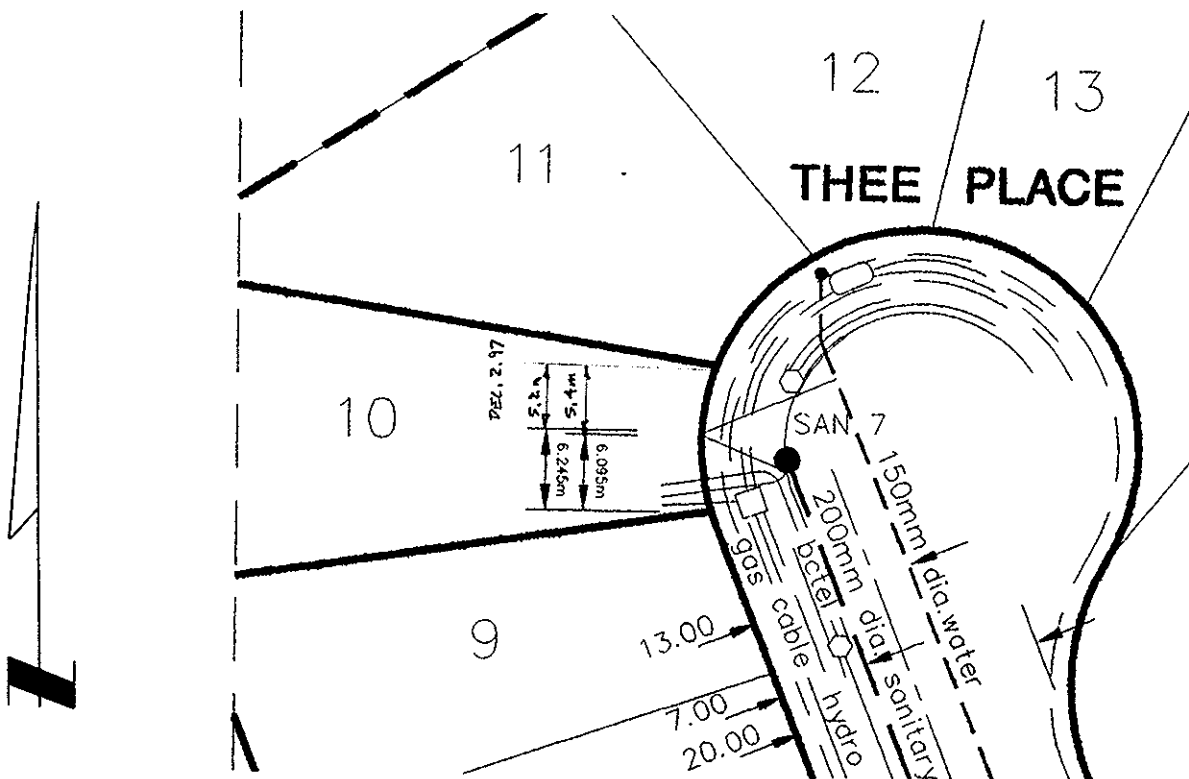 12
13
11
THEE PLACE
DEC. 2.97
5.2m
5.4m
10
6.245m
6.095m
SAN 7
150mm dia.water
200mm dia. sanitary
bctel
gas cable hydro
9
13.00
7.00
20.00